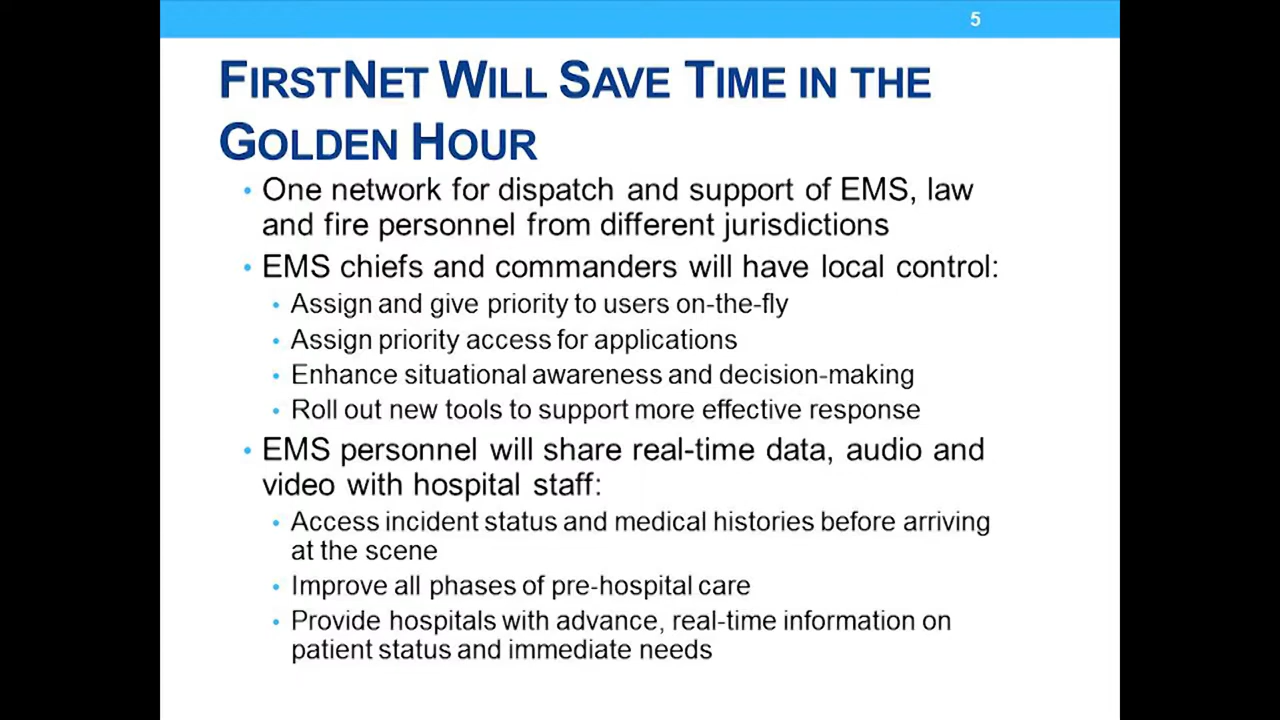 5
FIRSTNET WILL SAVE TIME IN THE
GOLDEN HOUR
• One network for dispatch and support of EMS, law
and fire personnel from different jurisdictions
• EMS chiefs and commanders will have local control:
• Assign and give priority to users on-the-fly
• Assign priority access for applications
• Enhance situational awareness and decision-making
• Roll out new tools to support more effective response
• EMS personnel will share real-time data, audio and
video with hospital staff:
• Access incident status and medical histories before arriving
at the scene
• Improve all phases of pre-hospital care
• Provide hospitals with advance, real-time information on
patient status and immediate needs